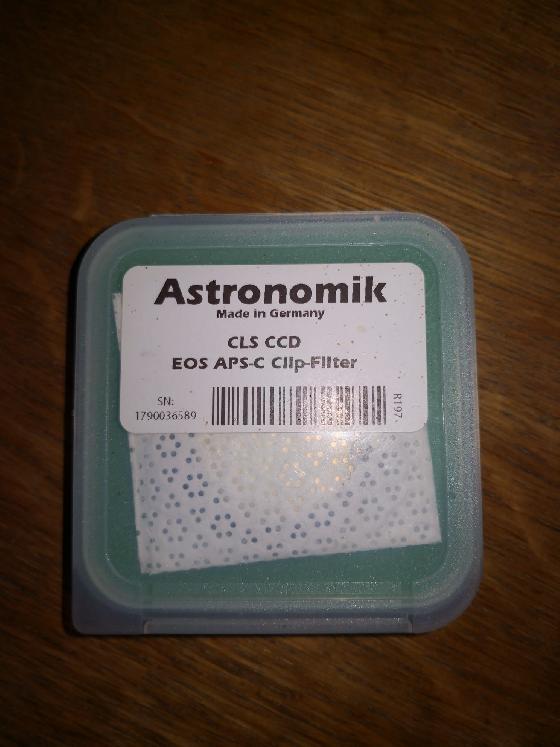 Astronomik
Made in Germany
CLS CCD
EOS APS-C Clip-Filter
SN:
1790036589
R197